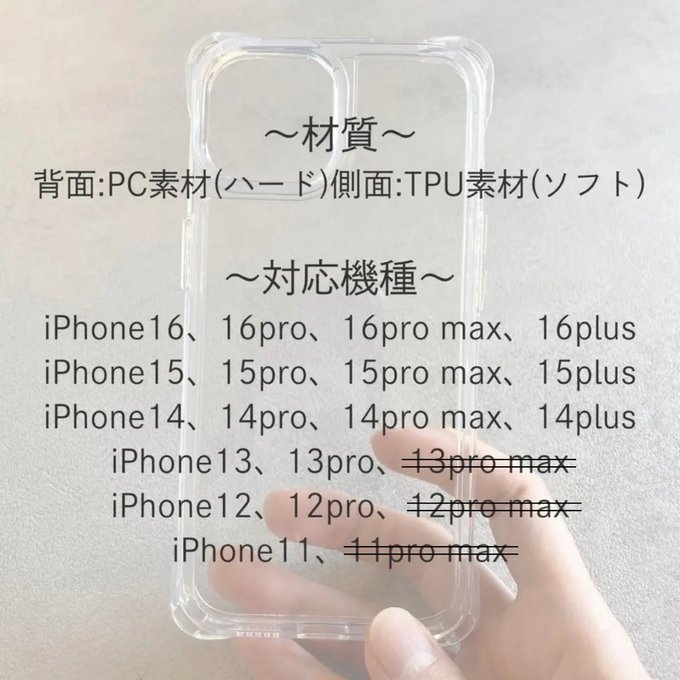 ～材質～
背面:PC素材(ハード)側面:TPU素材(ソフト)
～対応機種～
iPhone16、16pro、16pro max、16plus
iPhone15、15pro、15pro max、15plus
iPhone14、14pro、14pro max、14plus
iPhone13、13pro、13pro max
iPhone12、12pro、12pro max
iPhone11、11pro max